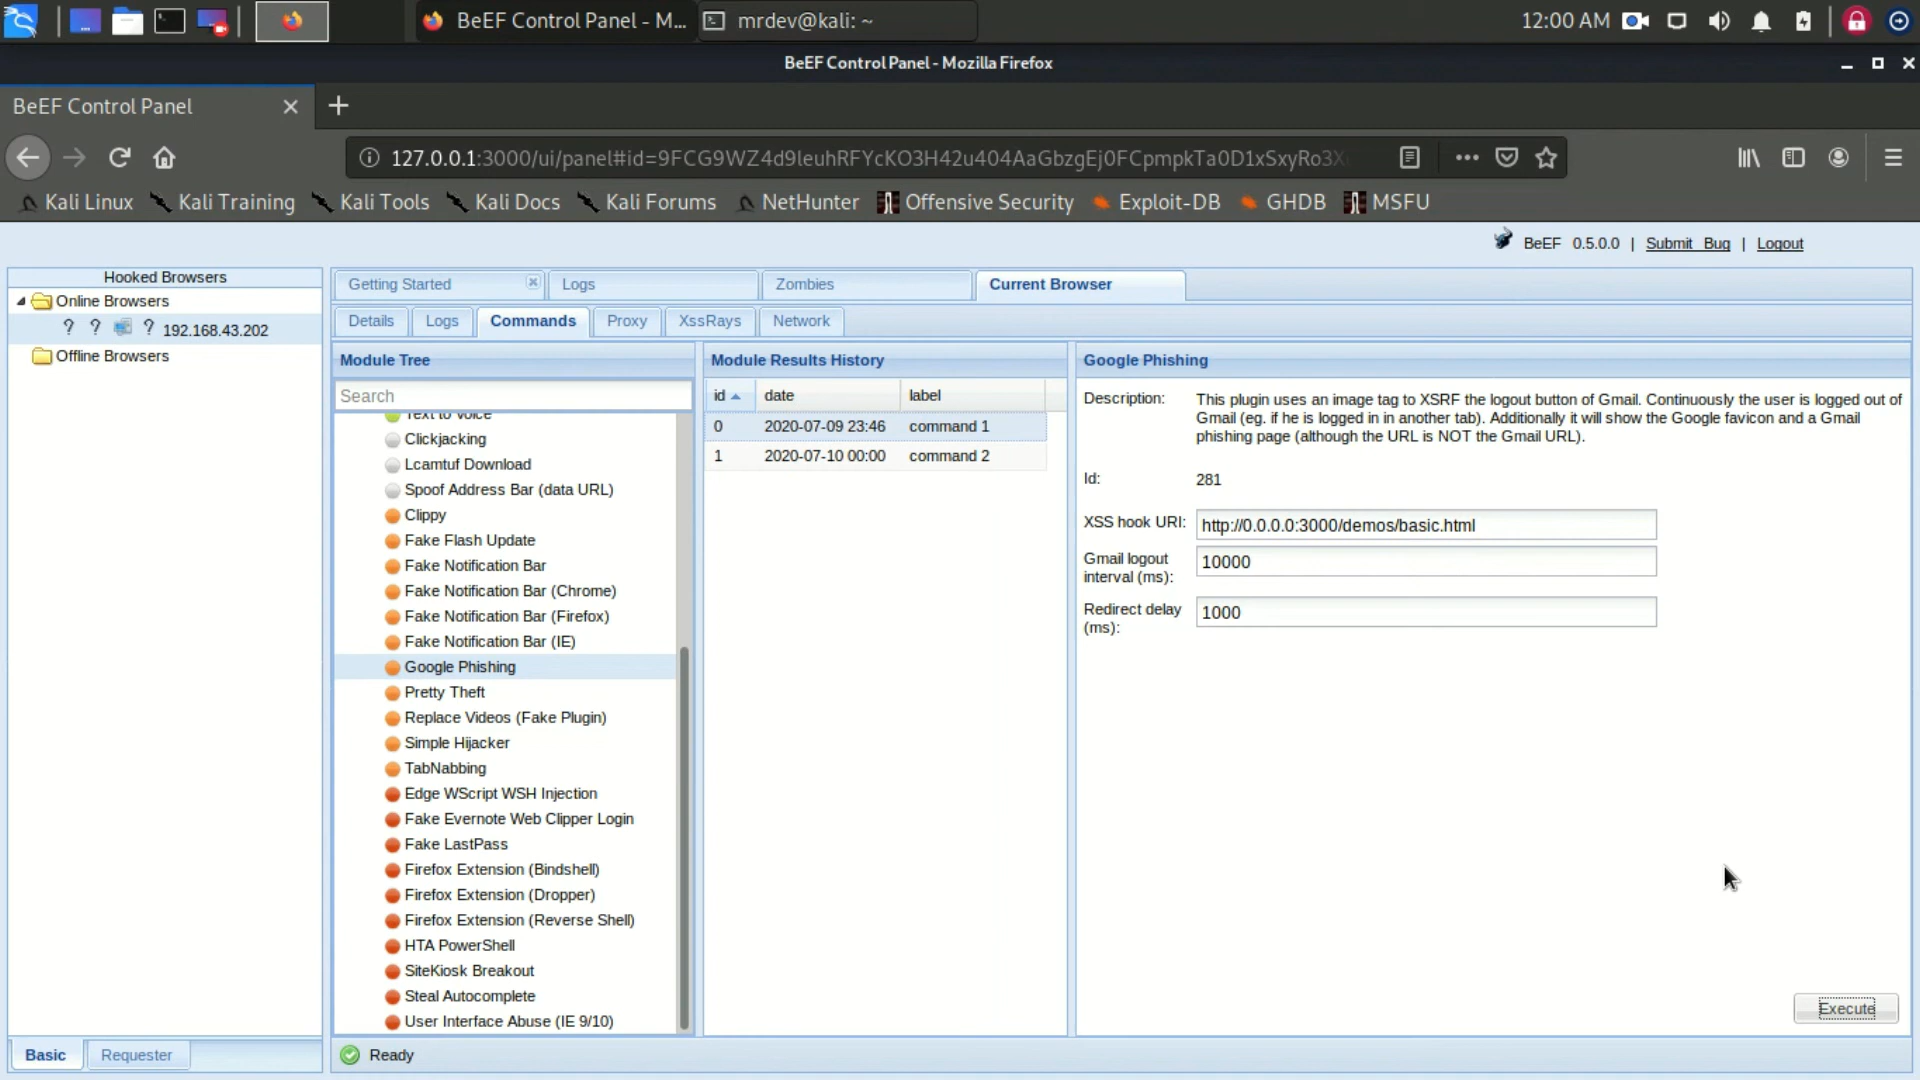 BeEF Control Panel - M...
mrdev@kali: ~
12:00 AM
BeEF Control Panel - Mozilla Firefox
BeEF Control Panel
127.0.0.1:3000/ui/panel#id=9FCG9WZ4d9leuhRFYcKO3H42u404AaGbzgEj0FCpmpkTa0D1xSxyRo3X
Kali Linux
Kali Training
Kali Tools
Kali Docs
Kali Forums
NetHunter
Offensive Security
Exploit-DB
GHDB
MSFU
BeEF 0.5.0.0 | Submit Bug | Logout
Hooked Browsers
Online Browsers
? ? ? 192.168.43.202
Offline Browsers
Getting Started
Logs
Zombies
Current Browser
Details
Logs
Commands
Proxy
XssRays
Network
Module Tree
Search
Text to Voice
Clickjacking
Lcamtuf Download
Spoof Address Bar (data URL)
Clippy
Fake Flash Update
Fake Notification Bar
Fake Notification Bar (Chrome)
Fake Notification Bar (Firefox)
Fake Notification Bar (IE)
Google Phishing
Pretty Theft
Replace Videos (Fake Plugin)
Simple Hijacker
TabNabbing
Edge WScript WSH Injection
Fake Evernote Web Clipper Login
Fake LastPass
Firefox Extension (Bindshell)
Firefox Extension (Dropper)
Firefox Extension (Reverse Shell)
HTA PowerShell
SiteKiosk Breakout
Steal Autocomplete
User Interface Abuse (IE 9/10)
Module Results History
id date label
0 2020-07-09 23:46 command 1
1 2020-07-10 00:00 command 2
Google Phishing
Description: This plugin uses an image tag to XSRF the logout button of Gmail. Continuously the user is logged out of
Gmail (eg. if he is logged in in another tab). Additionally it will show the Google favicon and a Gmail
phishing page (although the URL is NOT the Gmail URL).
Id: 281
XSS hook URI: http://0.0.0.0:3000/demos/basic.html
Gmail logout
interval (ms): 10000
Redirect delay
(ms): 1000
Execute
Basic
Requester
Ready